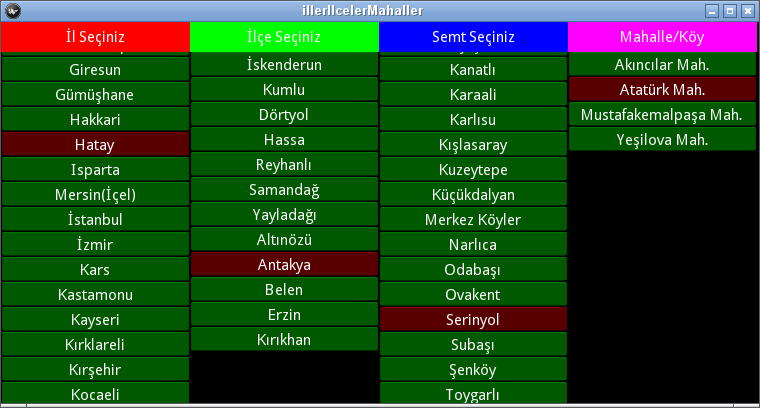 illerIlcelerMahaller
İl Seçiniz
Giresun
Gümüşhane
Hakkari
Hatay
Isparta
Mersin(İçel)
İstanbul
İzmir
Kars
Kastamonu
Kayseri
Kırklareli
Kırşehir
Kocaeli
İlçe Seçiniz
İskenderun
Kumlu
Dörtyol
Hassa
Reyhanlı
Samandağ
Yayladağı
Altınözü
Antakya
Belen
Erzin
Kırıkhan
Semt Seçiniz
Kanatlı
Karaali
Karlısu
Kışlasaray
Kuzeytepe
Küçükdalyan
Merkez Köyler
Narlıca
Odabaşı
Ovakent
Serinyol
Subaşı
Şenköy
Toygarlı
Mahalle/Köy
Akıncılar Mah.
Atatürk Mah.
Mustafakemalpaşa Mah.
Yeşilova Mah.